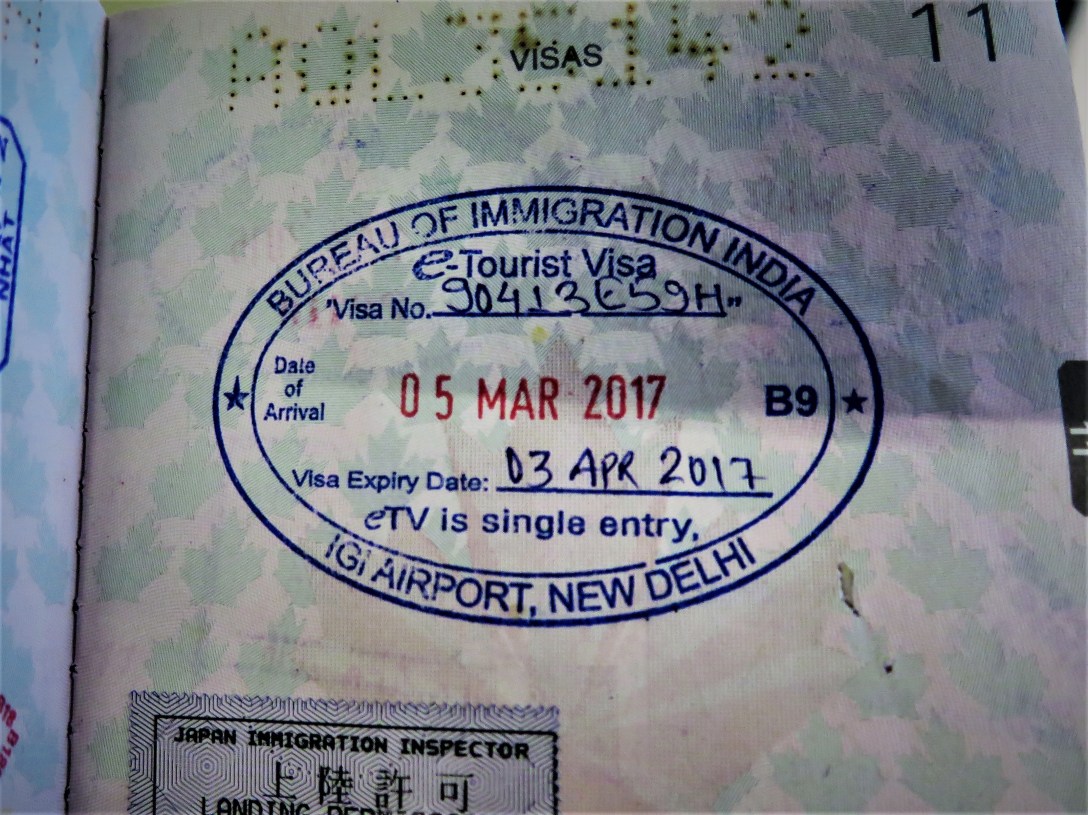 VISAS
11
BUREAU OF IMMIGRATION INDIA
e-Tourist Visa
"Visa No. 90413E59H"
Date
of
Arrival
05 MAR 2017
B9
Visa Expiry Date: 03 APR 2017
eTV is single entry,
IGI AIRPORT, NEW DELHI
JAPAN IMMIGRATION INSPECTOR
上陸許可
LANDING
NHẬT